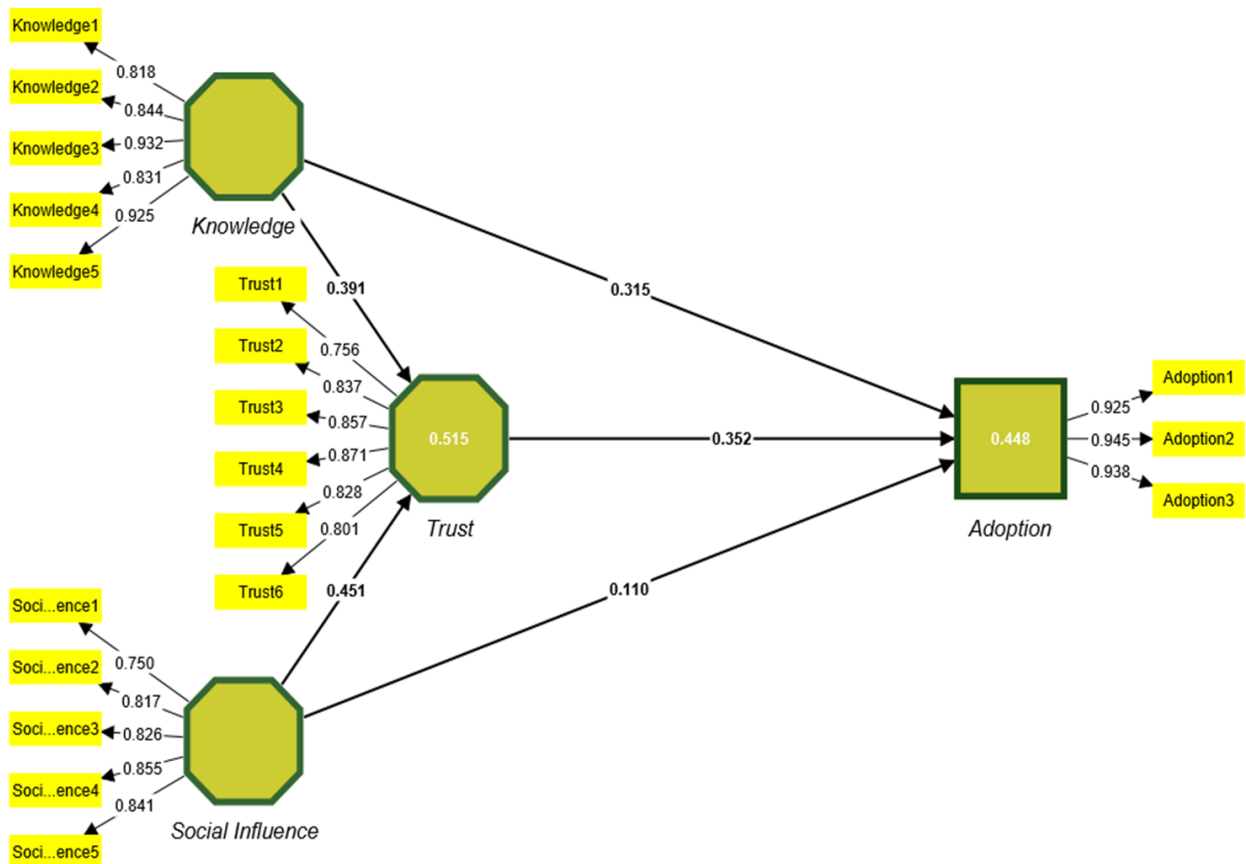 Knowledge1
0.818
Knowledge2
0.844
Knowledge3
0.932
Knowledge4
0.831
Knowledge5
0.925
Knowledge
0.391
0.315
Trust1
0.756
Trust2
0.837
Trust3
0.857
Trust4
0.871
Trust5
0.828
Trust6
0.801
0.515
Trust
0.352
0.448
Adoption
0.925
Adoption1
0.945
Adoption2
0.938
Adoption3
0.451
0.110
Soci...ence1
0.750
Soci...ence2
0.817
Soci...ence3
0.826
Soci...ence4
0.855
Soci...ence5
0.841
Social Influence